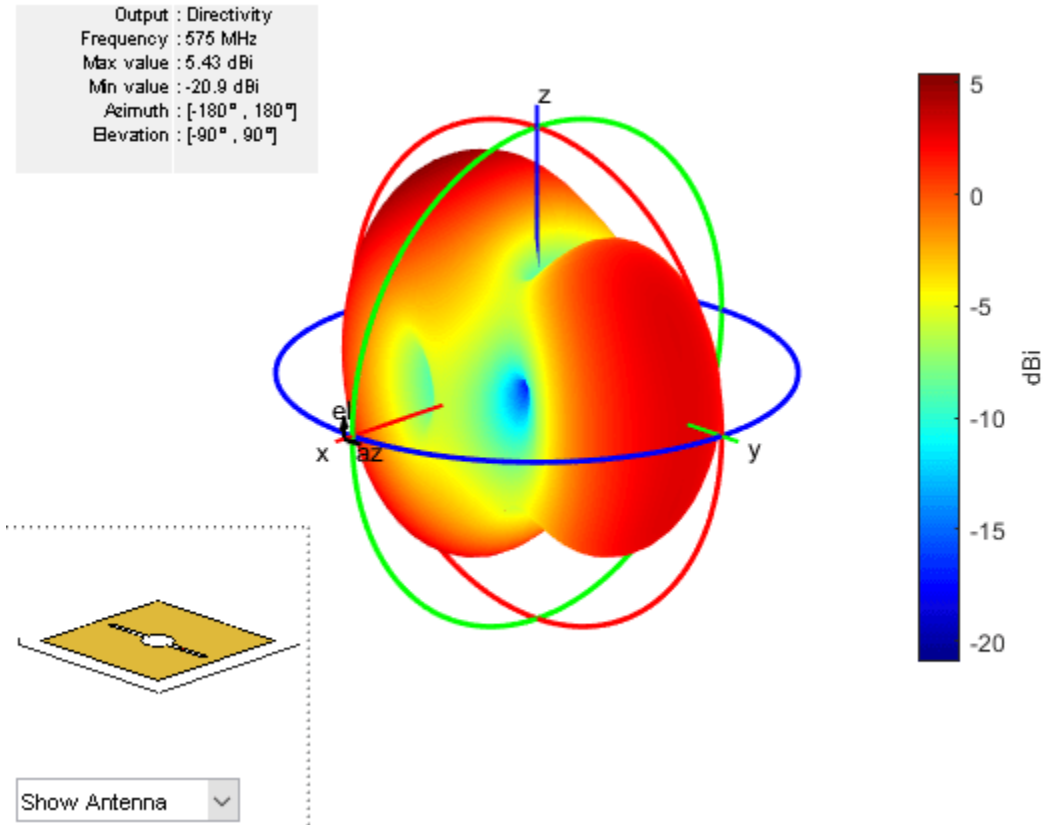 Output : Directivity
Frequency : 575 MHz
Max value : 5.43 dBi
Min value : -20.9 dBi
Azimuth : [-180° , 180°]
Elevation : [-90° , 90°]
z
5
0
-5
-10
-15
-20
dBi
el
x
az
y
Show Antenna